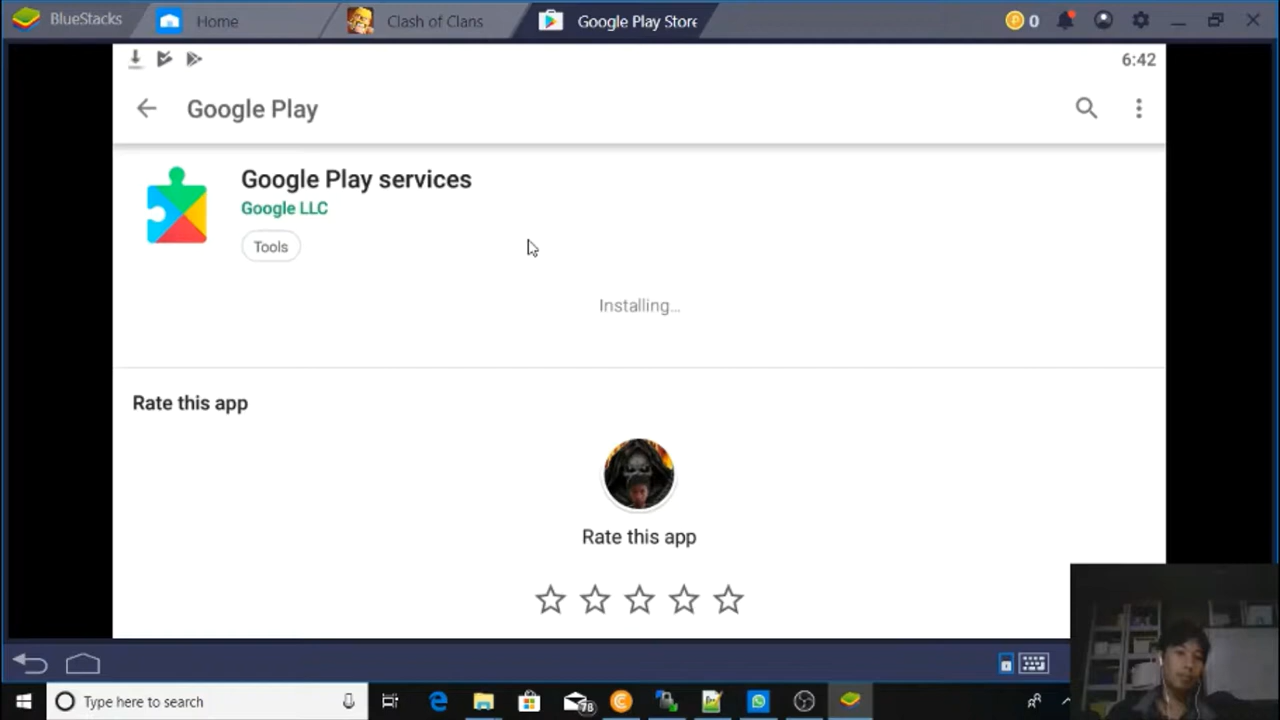 BlueStacks
Home
Clash of Clans
Google Play Store
0
6:42
Google Play
Google Play services
Google LLC
Tools
Installing...
Rate this app
Rate this app
Type here to search
78